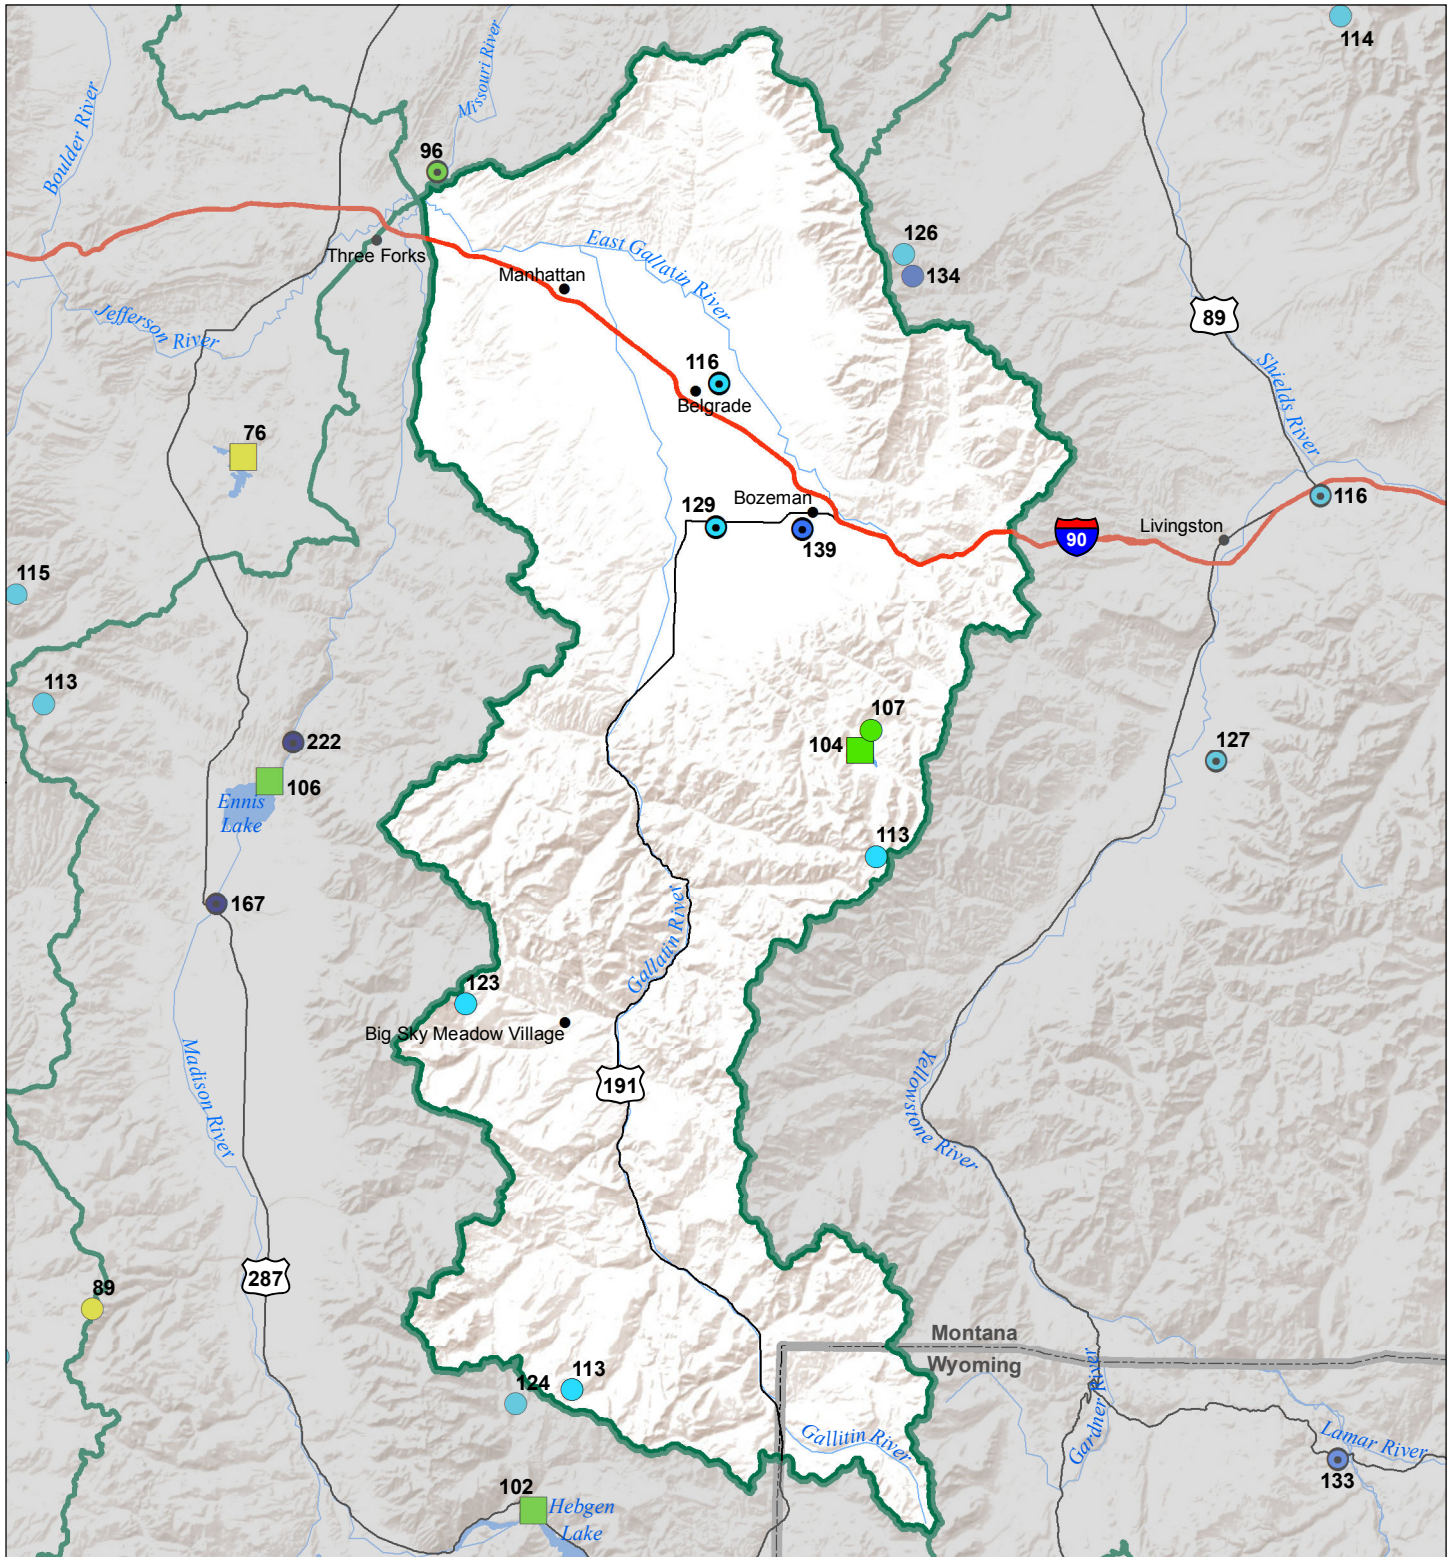 114
Missouri River
Boulder River
96
126
134
East Gallatin River
Three Forks
Manhattan
89
Jefferson River
Shields River
116
Belgrade
76
116
129
Bozeman
139
90
Livingston
115
113
107
104
222
127
106
Ennis
Lake
113
167
Gallatin River
123
Big Sky Meadow Village
Madison River
191
Yellowstone River
287
89
Montana
Wyoming
124
113
Gardner River
Gallitin River
Lamar River
133
102
Hebgen
Lake